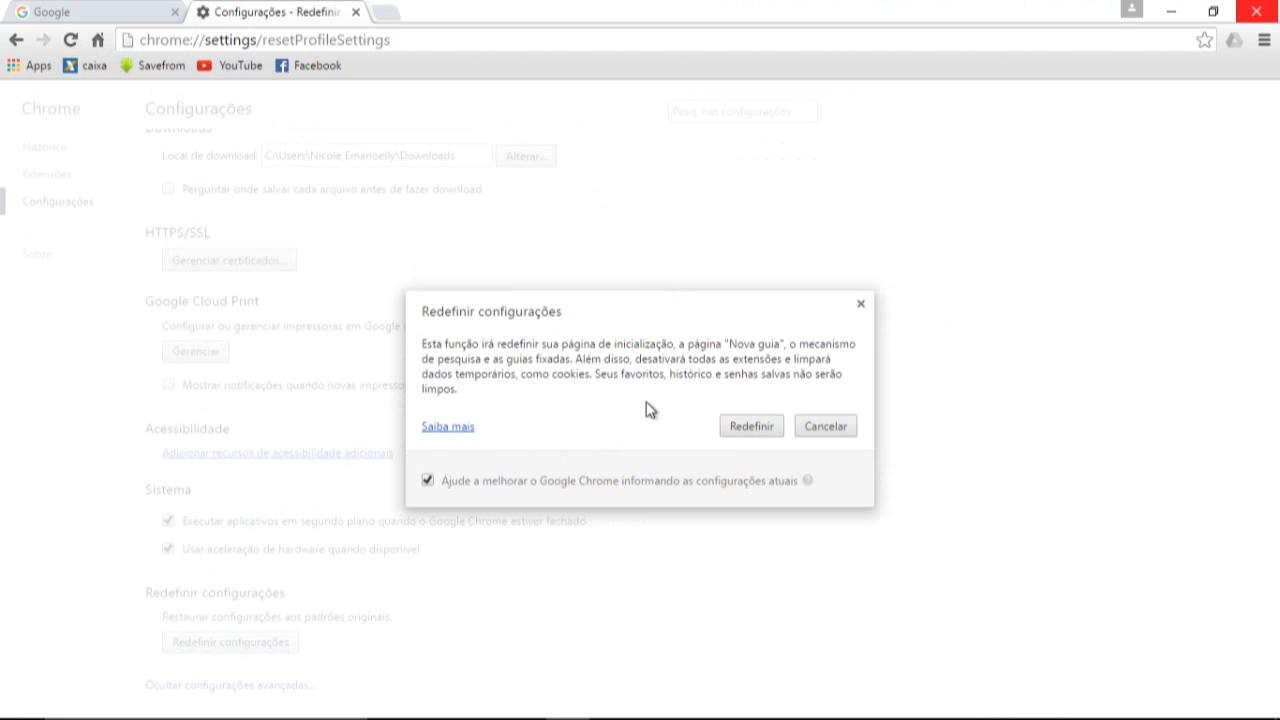 Google
Configurações - Redefinir
chrome://settings/resetProfileSettings
Apps caixa Savefrom YouTube Facebook
Chrome
Configurações
Pesq. nas configurações
Histórico
Extensões
Configurações
Sobre
Downloads
Local de download: C:\Users\Nicole Emanoelly\Downloads Alterar...
Perguntar onde salvar cada arquivo antes de fazer download
HTTPS/SSL
Gerenciar certificados...
Google Cloud Print
Configurar ou gerenciar impressoras em Google
Gerenciar
Mostrar notificações quando novas impresso
Acessibilidade
Adicionar recursos de acessibilidade adicionais
Sistema
Executar aplicativos em segundo plano quando o Google Chrome estiver fechado
Usar aceleração de hardware quando disponível
Redefinir configurações
Restaurar configurações aos padrões originais.
Redefinir configurações
Ocultar configurações avançadas...
Redefinir configurações
Esta função irá redefinir sua página de inicialização, a página "Nova guia", o mecanismo
de pesquisa e as guias fixadas. Além disso, desativará todas as extensões e limpará
dados temporários, como cookies. Seus favoritos, histórico e senhas salvas não serão
limpos.
Saiba mais
Redefinir Cancelar
Ajude a melhorar o Google Chrome informando as configurações atuais